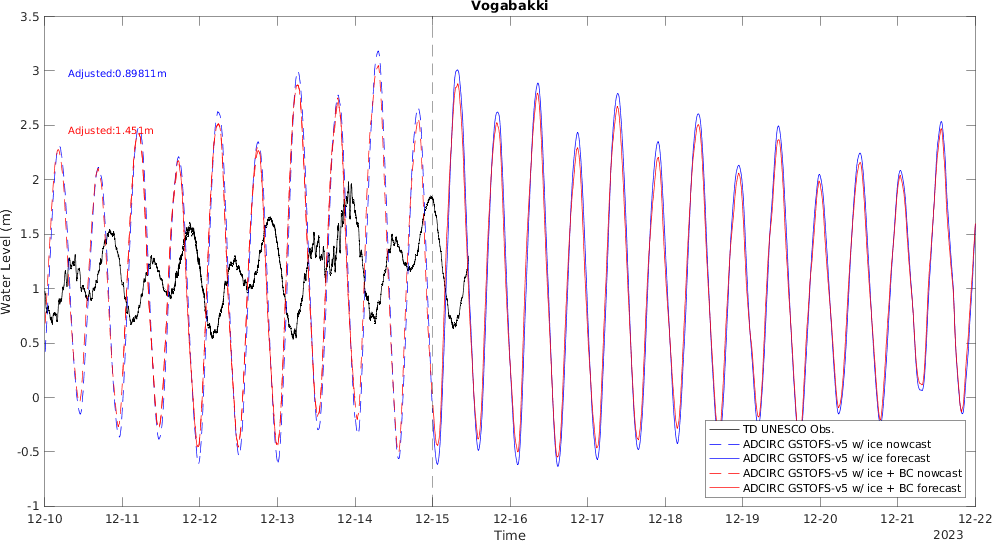 Vogabakki
3.5
3
2.5
2
1.5
1
0.5
0
-0.5
-1
Water Level (m)
Adjusted:0.89811m
Adjusted:1.451m
TD UNESCO Obs.
ADCIRC GSTOFS-v5 w/ ice nowcast
ADCIRC GSTOFS-v5 w/ ice forecast
ADCIRC GSTOFS-v5 w/ ice + BC nowcast
ADCIRC GSTOFS-v5 w/ ice + BC forecast
12-10 12-11 12-12 12-13 12-14 12-15 12-16 12-17 12-18 12-19 12-20 12-21 12-22
Time
2023